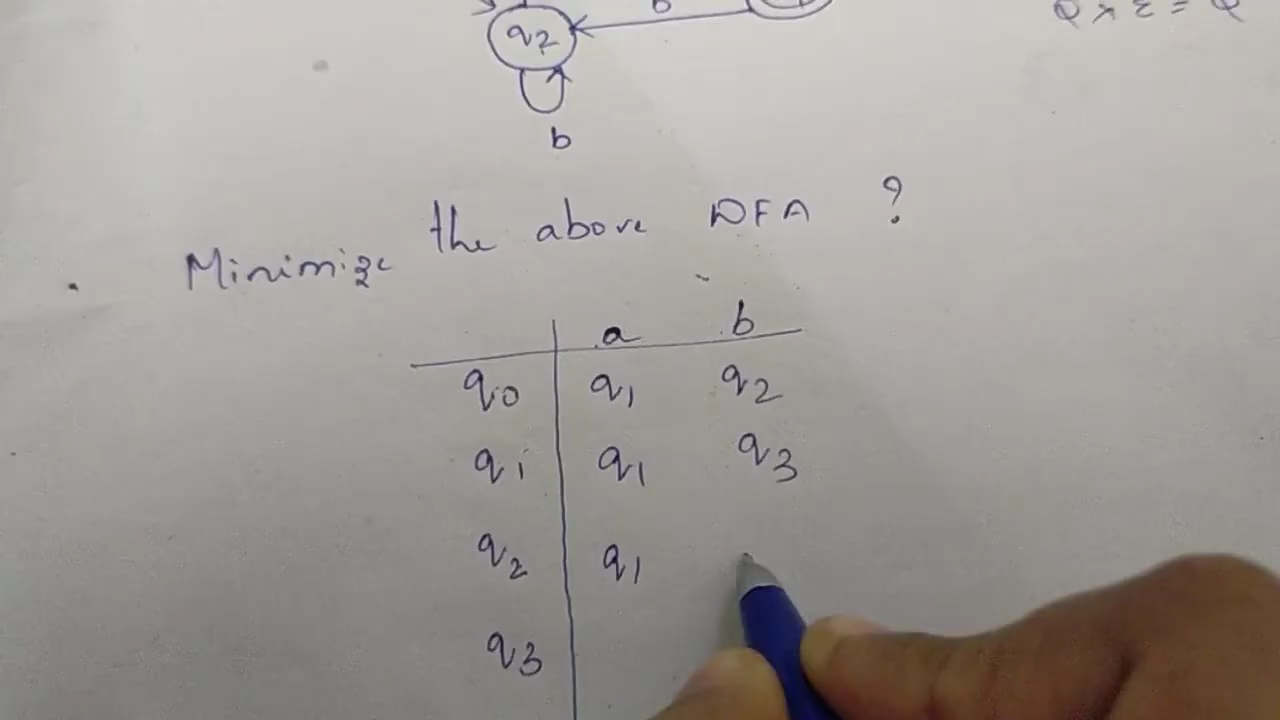 b
q2
Q × Σ = Q
b
Minimize the above DFA ?
a b
q0 q1 q2
q1 q1 q3
q2 q1
q3